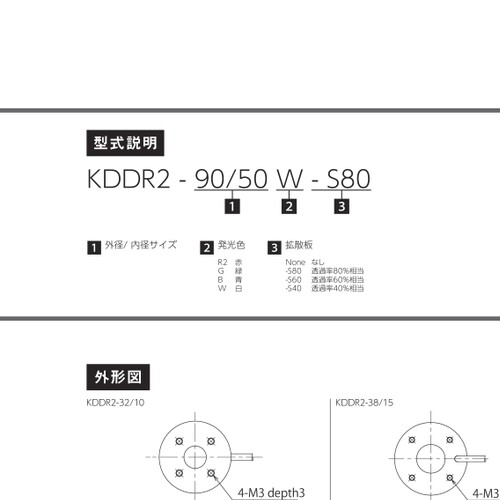 型式説明
KDDR2 - 90/50 W - S80
1 2 3
1 外径/ 内径サイズ 2 発光色 3 拡散板
R2 赤 None なし
G 緑 -S80 透過率80%相当
B 青 -S60 透過率60%相当
W 白 -S40 透過率40%相当
外形図
KDDR2-32/10 KDDR2-38/15
4-M3 depth3 4-M3